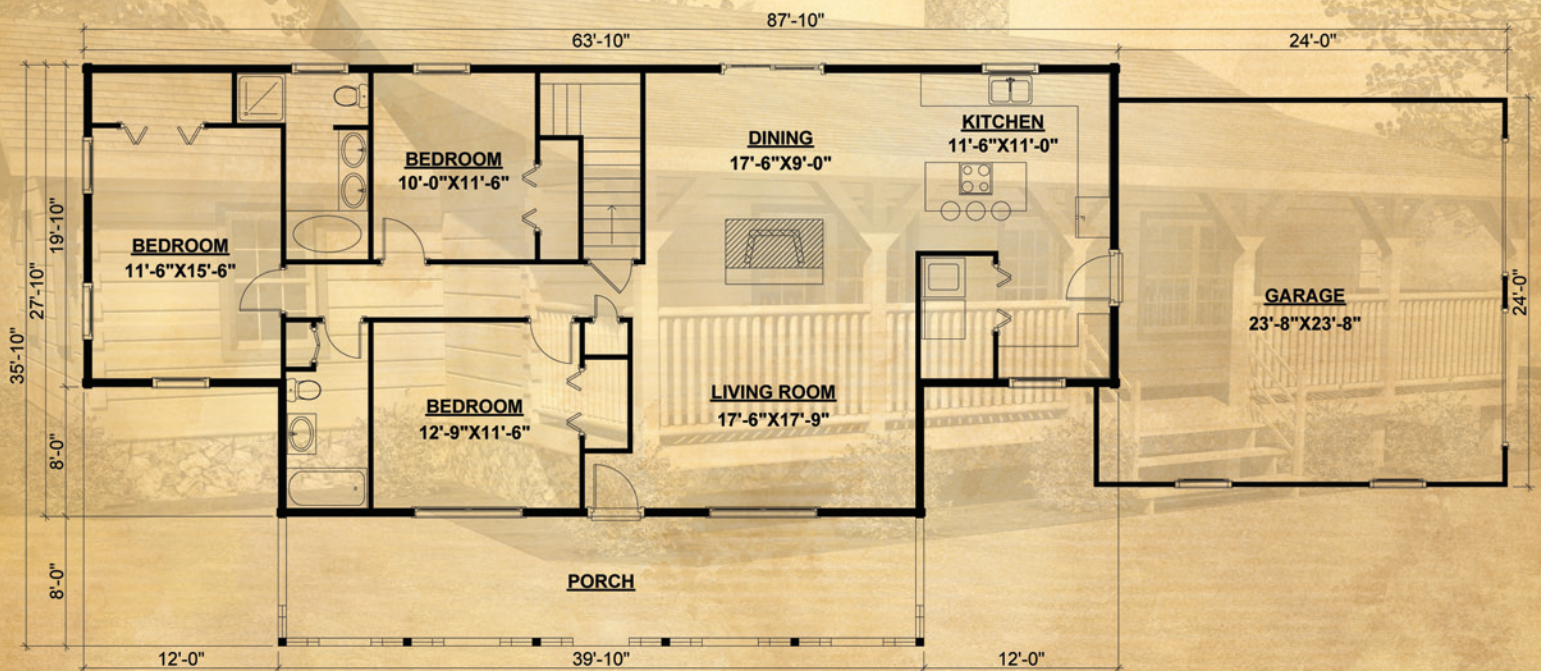 87'-10"
63'-10"
24'-0"
KITCHEN
11'-6"X11'-0"
DINING
17'-6"X9'-0"
BEDROOM
10'-0"X11'-6"
BEDROOM
11'-6"X15'-6"
19'-10"
27'-10"
35'-10"
GARAGE
23'-8"X23'-8"
24'-0"
LIVING ROOM
17'-6"X17'-9"
BEDROOM
12'-9"X11'-6"
8'-0"
8'-0"
PORCH
12'-0"
39'-10"
12'-0"